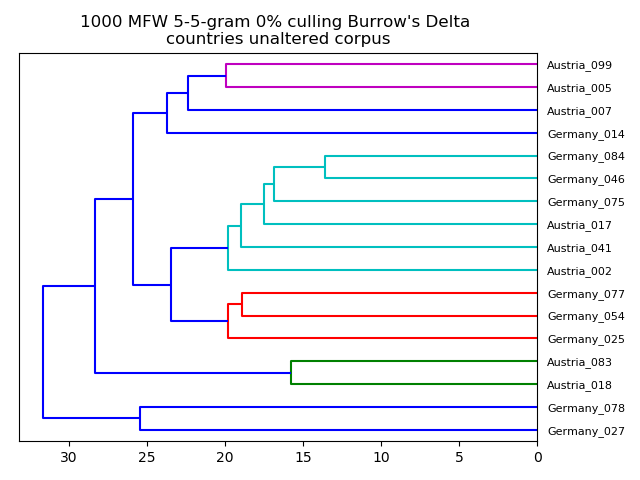 1000 MFW 5-5-gram 0% culling Burrow's Delta
countries unaltered corpus
Austria_099
Austria_005
Austria_007
Germany_014
Germany_084
Germany_046
Germany_075
Austria_017
Austria_041
Austria_002
Germany_077
Germany_054
Germany_025
Austria_083
Austria_018
Germany_078
Germany_027
30 25 20 15 10 5 0